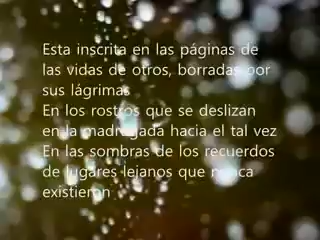 Esta inscrita en las páginas de
las vidas de otros, borradas por
sus lágrimas
En los rostros que se deslizan
en la madrugada hacia el tal vez
En las sombras de los recuerdos
de lugares lejanos que nunca
existieron